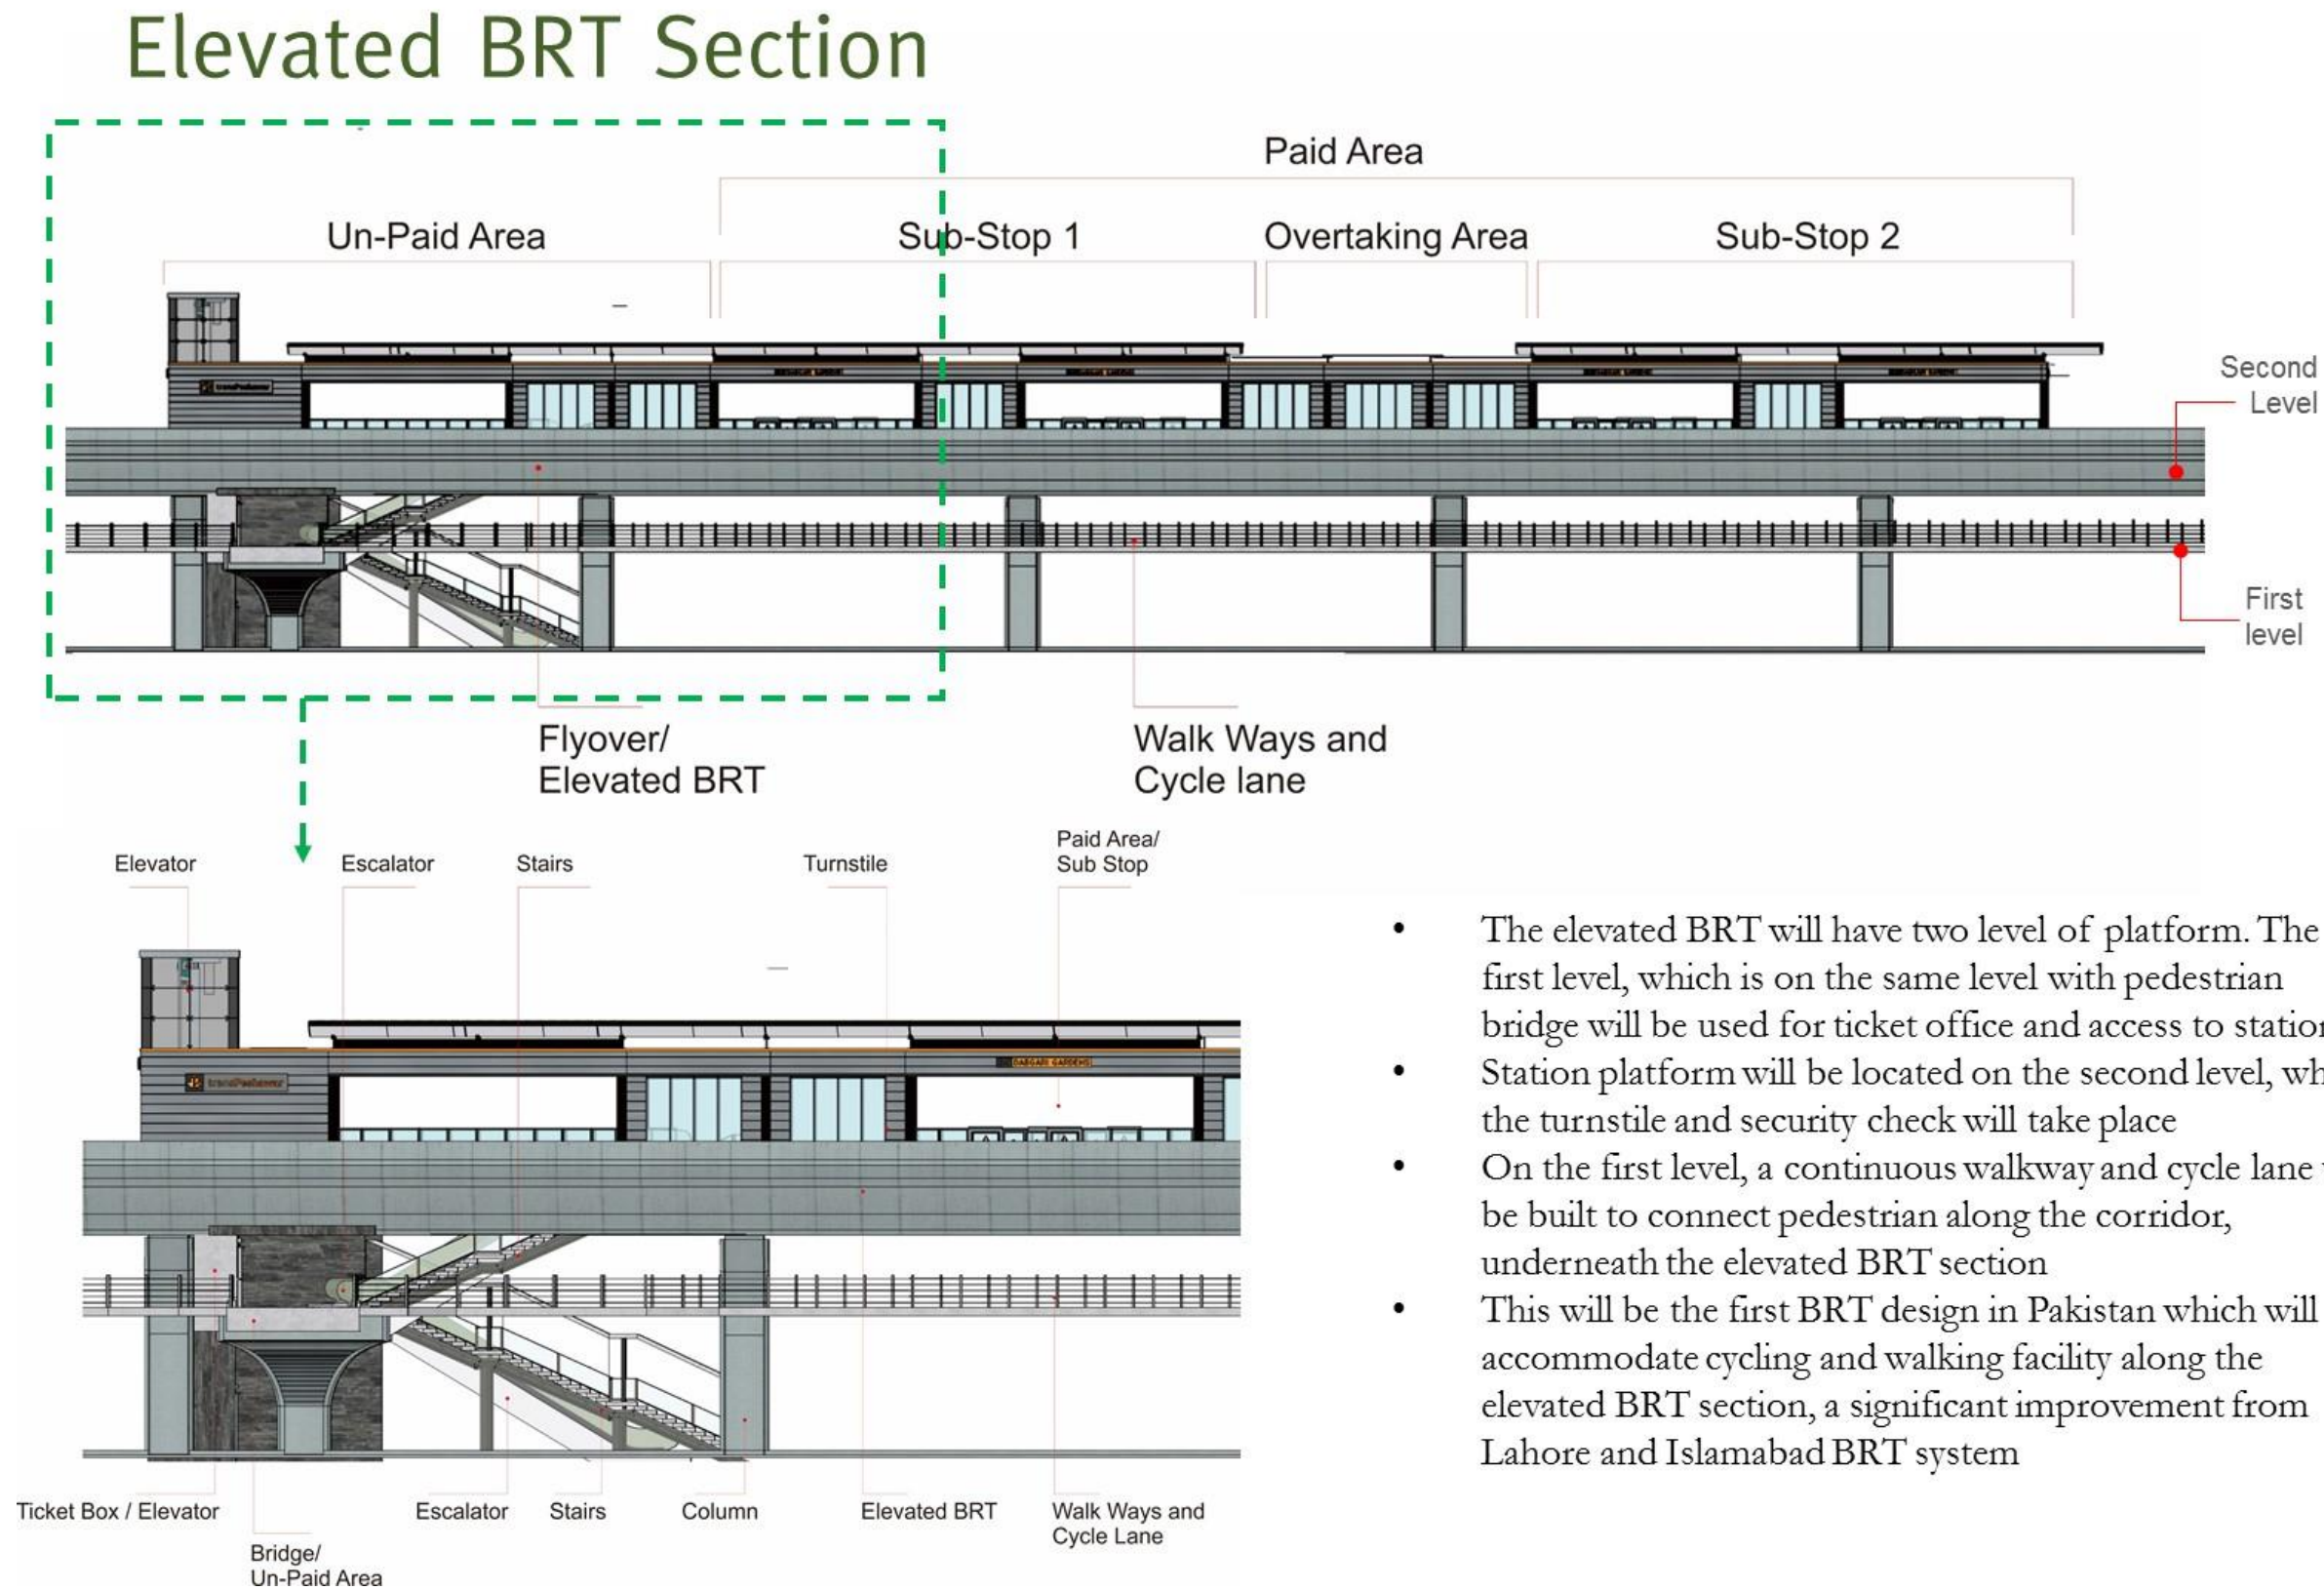 Elevated BRT Section
Paid Area
Un-Paid Area
Sub-Stop 1
Overtaking Area
Sub-Stop 2
transPeshawar
Second
Level
First
level
Flyover/
Elevated BRT
Walk Ways and
Cycle lane
Elevator
Escalator
Stairs
Turnstile
Paid Area/
Sub Stop
transPeshawar
Ticket Box / Elevator
Bridge/
Un-Paid Area
Escalator
Stairs
Column
Elevated BRT
Walk Ways and
Cycle Lane
• The elevated BRT will have two level of platform. The
first level, which is on the same level with pedestrian
bridge will be used for ticket office and access to station
• Station platform will be located on the second level, wh
the turnstile and security check will take place
• On the first level, a continuous walkway and cycle lane
be built to connect pedestrian along the corridor,
underneath the elevated BRT section
• This will be the first BRT design in Pakistan which will
accommodate cycling and walking facility along the
elevated BRT section, a significant improvement from
Lahore and Islamabad BRT system